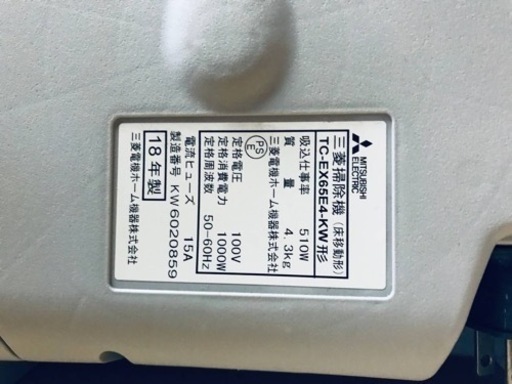 MITSUBISHI
ELECTRIC
三菱掃除機(床移動形)
TC-EX65E4-KW形
吸込仕事率 510W
質量 4.3kg
三菱電機ホーム機器株式会社
PS
E
定格電圧 100V
定格消費電力 1000W
定格周波数 50-60Hz
電流ヒューズ 15A
製造番号 KW6020859
18年製
三菱電機ホーム機器株式会社